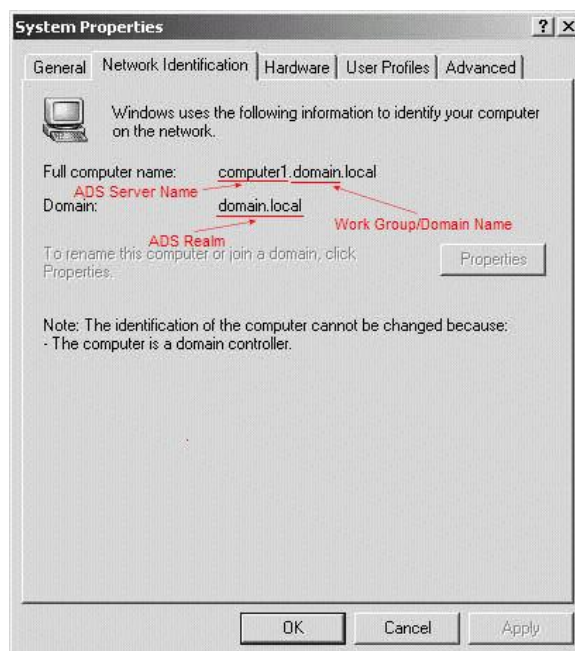 System Properties
? X
General Network Identification Hardware User Profiles Advanced
Windows uses the following information to identify your computer
on the network.
Full computer name: computer1.domain.local
ADS Server Name
Domain: domain.local
Work Group/Domain Name
ADS Realm
To rename this computer or join a domain, click
Properties.
Properties
Note: The identification of the computer cannot be changed because:
- The computer is a domain controller.
OK Cancel Apply